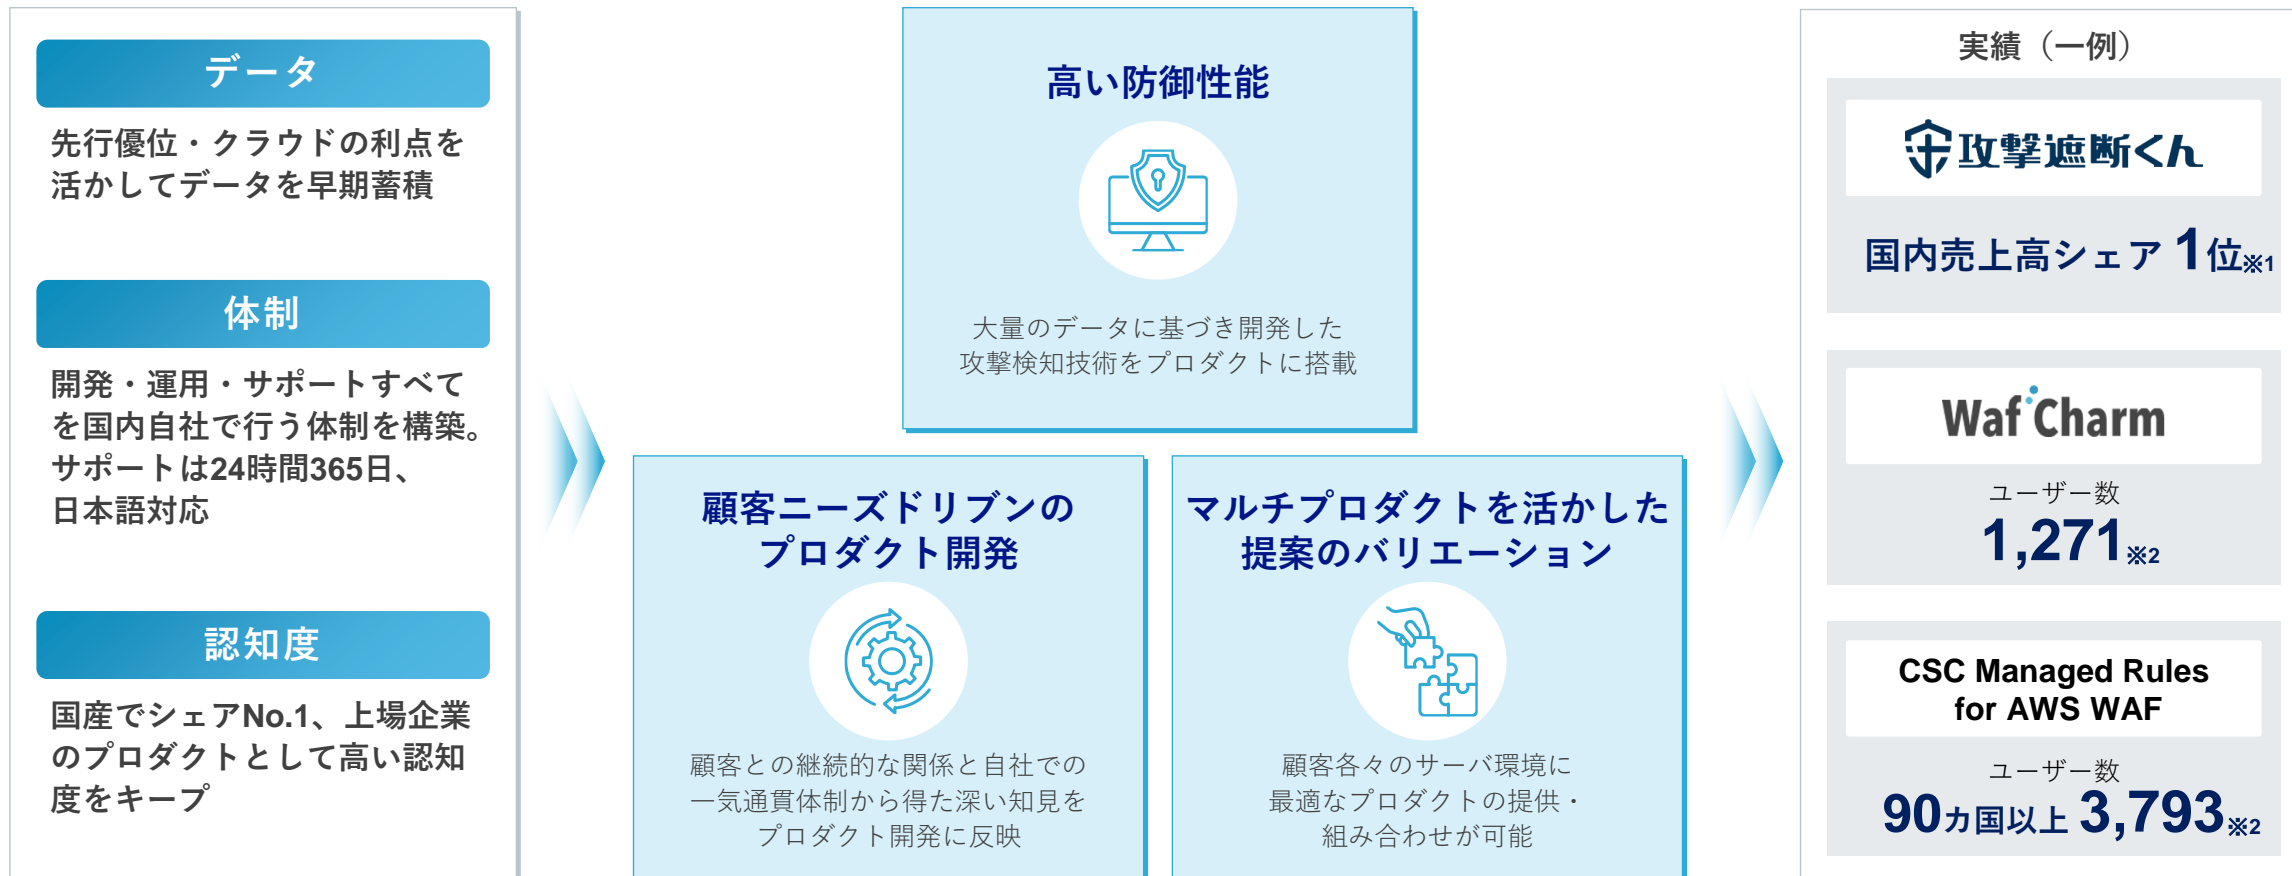 データ
先行優位・クラウドの利点を
活かしてデータを早期蓄積
体制
開発・運用・サポートすべて
を国内自社で行う体制を構築。
サポートは24時間365日、
日本語対応
認知度
国産でシェアNo.1、上場企業
のプロダクトとして高い認知
度をキープ
高い防御性能
大量のデータに基づき開発した
攻撃検知技術をプロダクトに搭載
顧客ニーズドリブンの
プロダクト開発
顧客との継続的な関係と自社での
一気通貫体制から得た深い知見を
プロダクト開発に反映
マルチプロダクトを活かした
提案のバリエーション
顧客各々のサーバ環境に
最適なプロダクトの提供・
組み合わせが可能
実績（一例）
攻撃遮断くん
国内売上高シェア 1位※1
WafCharm
ユーザー数
1,271※2
CSC Managed Rules
for AWS WAF
ユーザー数
90カ国以上 3,793※2